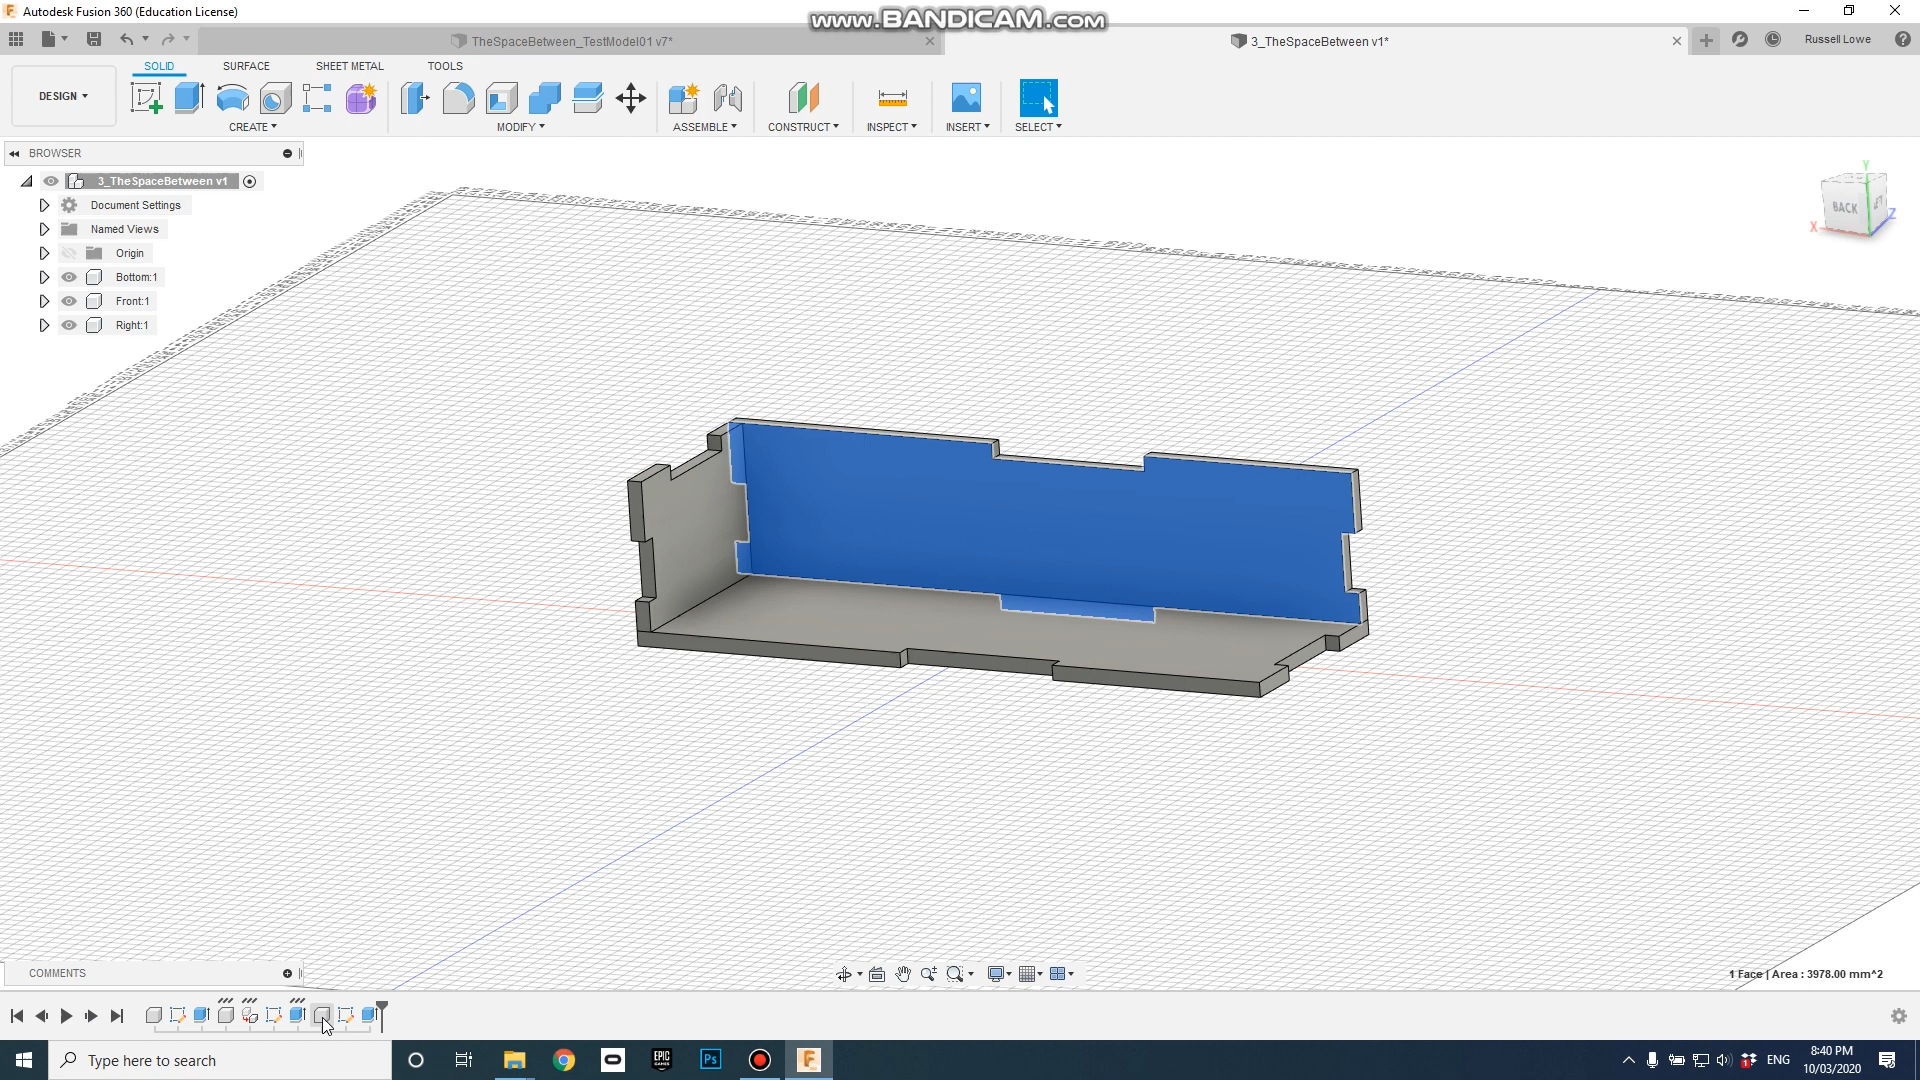 Autodesk Fusion 360 (Education License)
www.BANDICAM.com
TheSpaceBetween_TestModel01 v7*
3_TheSpaceBetween v1*
Russell Lowe
DESIGN
SOLID
SURFACE
SHEET METAL
TOOLS
CREATE
MODIFY
ASSEMBLE
CONSTRUCT
INSPECT
INSERT
SELECT
BROWSER
3_TheSpaceBetween v1
Document Settings
Named Views
Origin
Bottom:1
Front:1
Right:1
Y
BACK
X
Z
COMMENTS
1 Face | Area : 3978.00 mm^2
Type here to search
EPIC GAMES
Ps
F
ENG
8:40 PM
10/03/2020